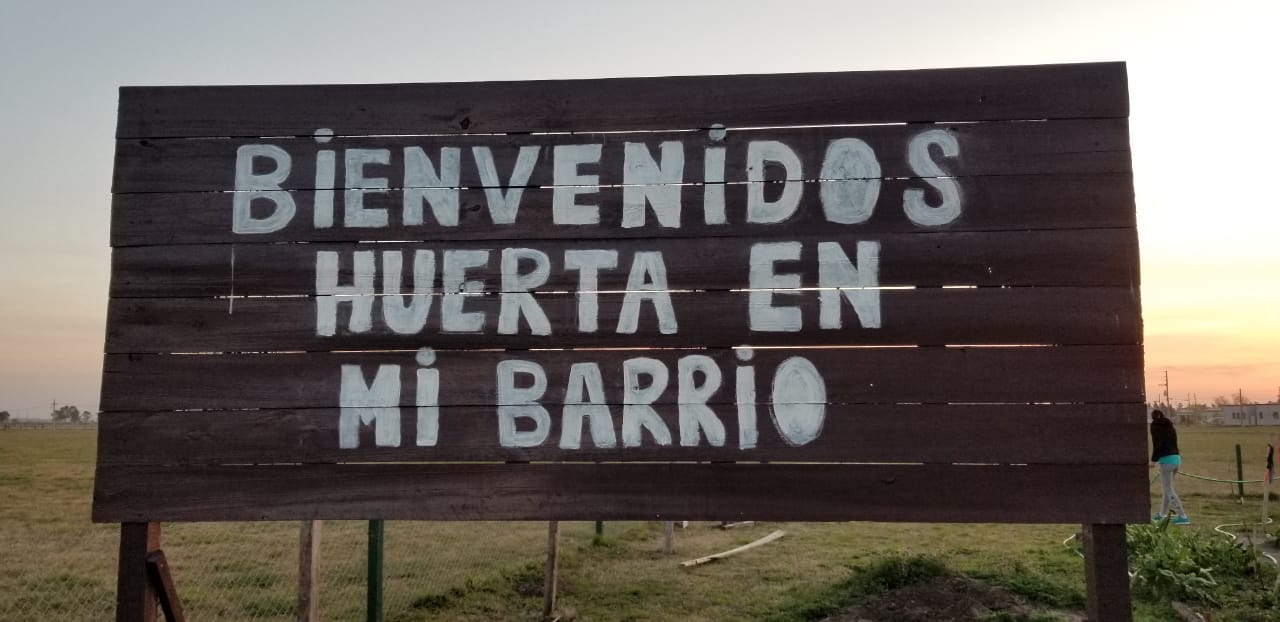 BiENVENiDOS
HUERTA EN
Mi BARRiO